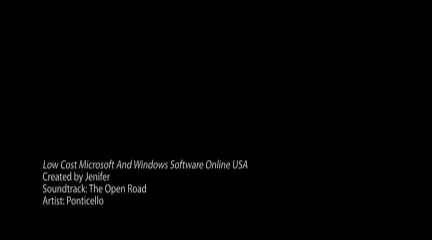 Low Cost Microsoft And Windows Software Online USA
Created by Jenifer
Soundtrack: The Open Road
Artist: Ponticello